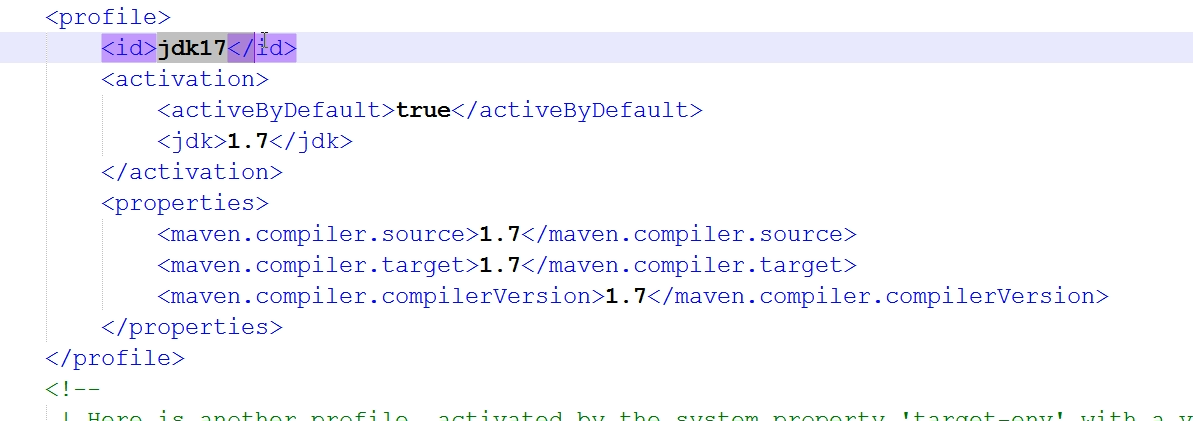 <profile>
<id>jdk17</id>
<activation>
<activeByDefault>true</activeByDefault>
<jdk>1.7</jdk>
</activation>
<properties>
<maven.compiler.source>1.7</maven.compiler.source>
<maven.compiler.target>1.7</maven.compiler.target>
<maven.compiler.compilerVersion>1.7</maven.compiler.compilerVersion>
</properties>
</profile>
<!--
| Here is another profile, activated by the system property 'target-env' with a v